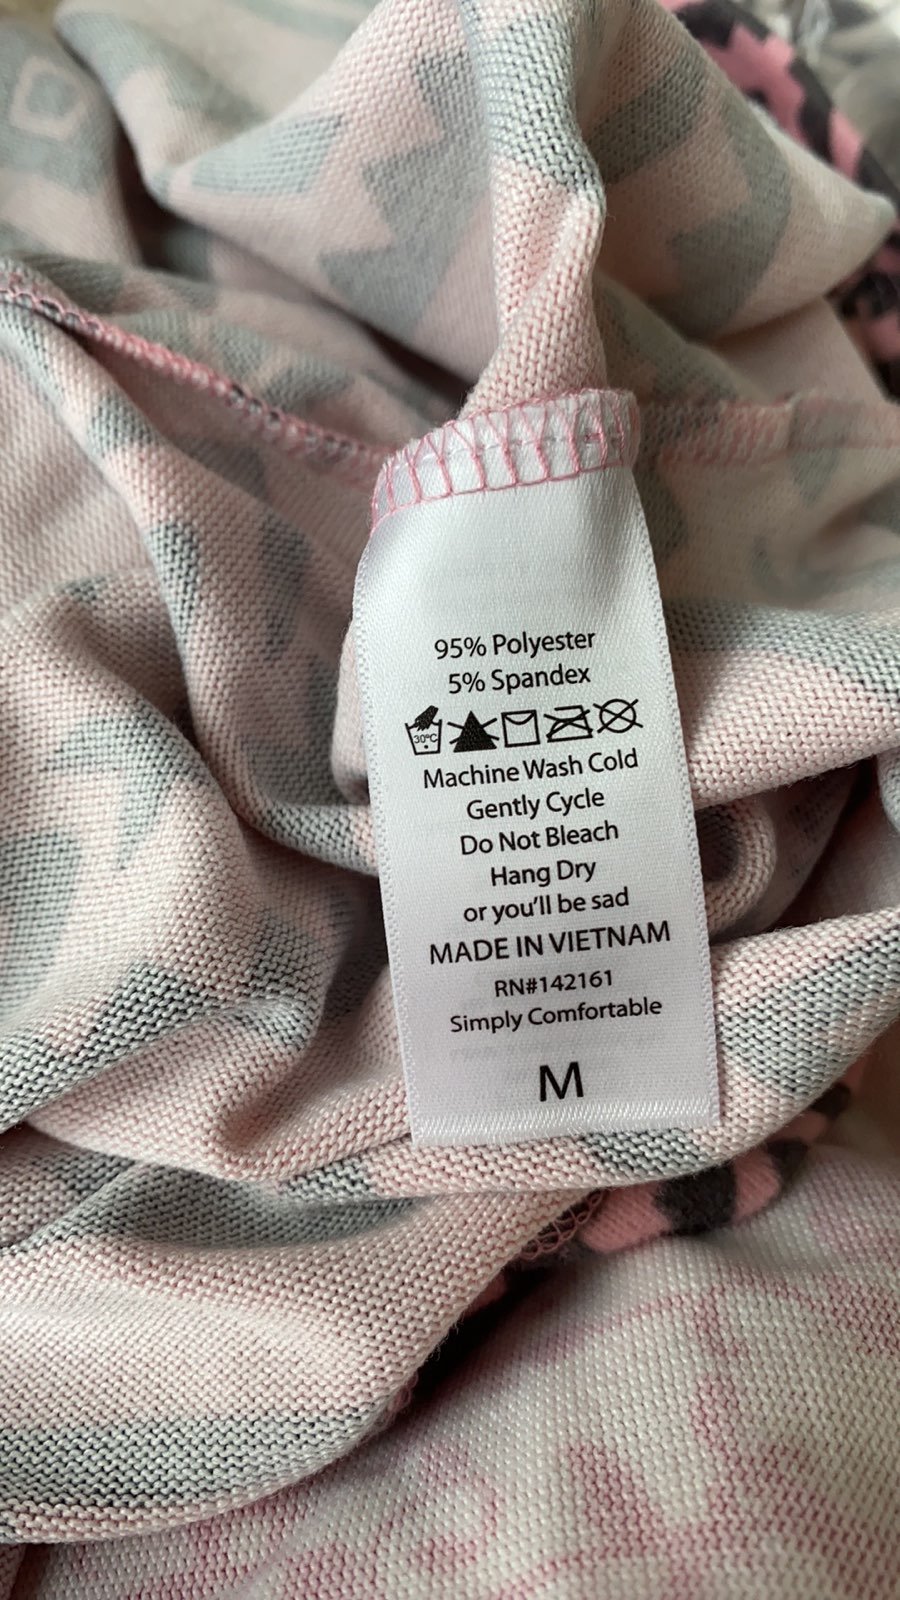 95% Polyester
5% Spandex
30°C
Machine Wash Cold
Gently Cycle
Do Not Bleach
Hang Dry
or you'll be sad
MADE IN VIETNAM
RN#142161
Simply Comfortable
M